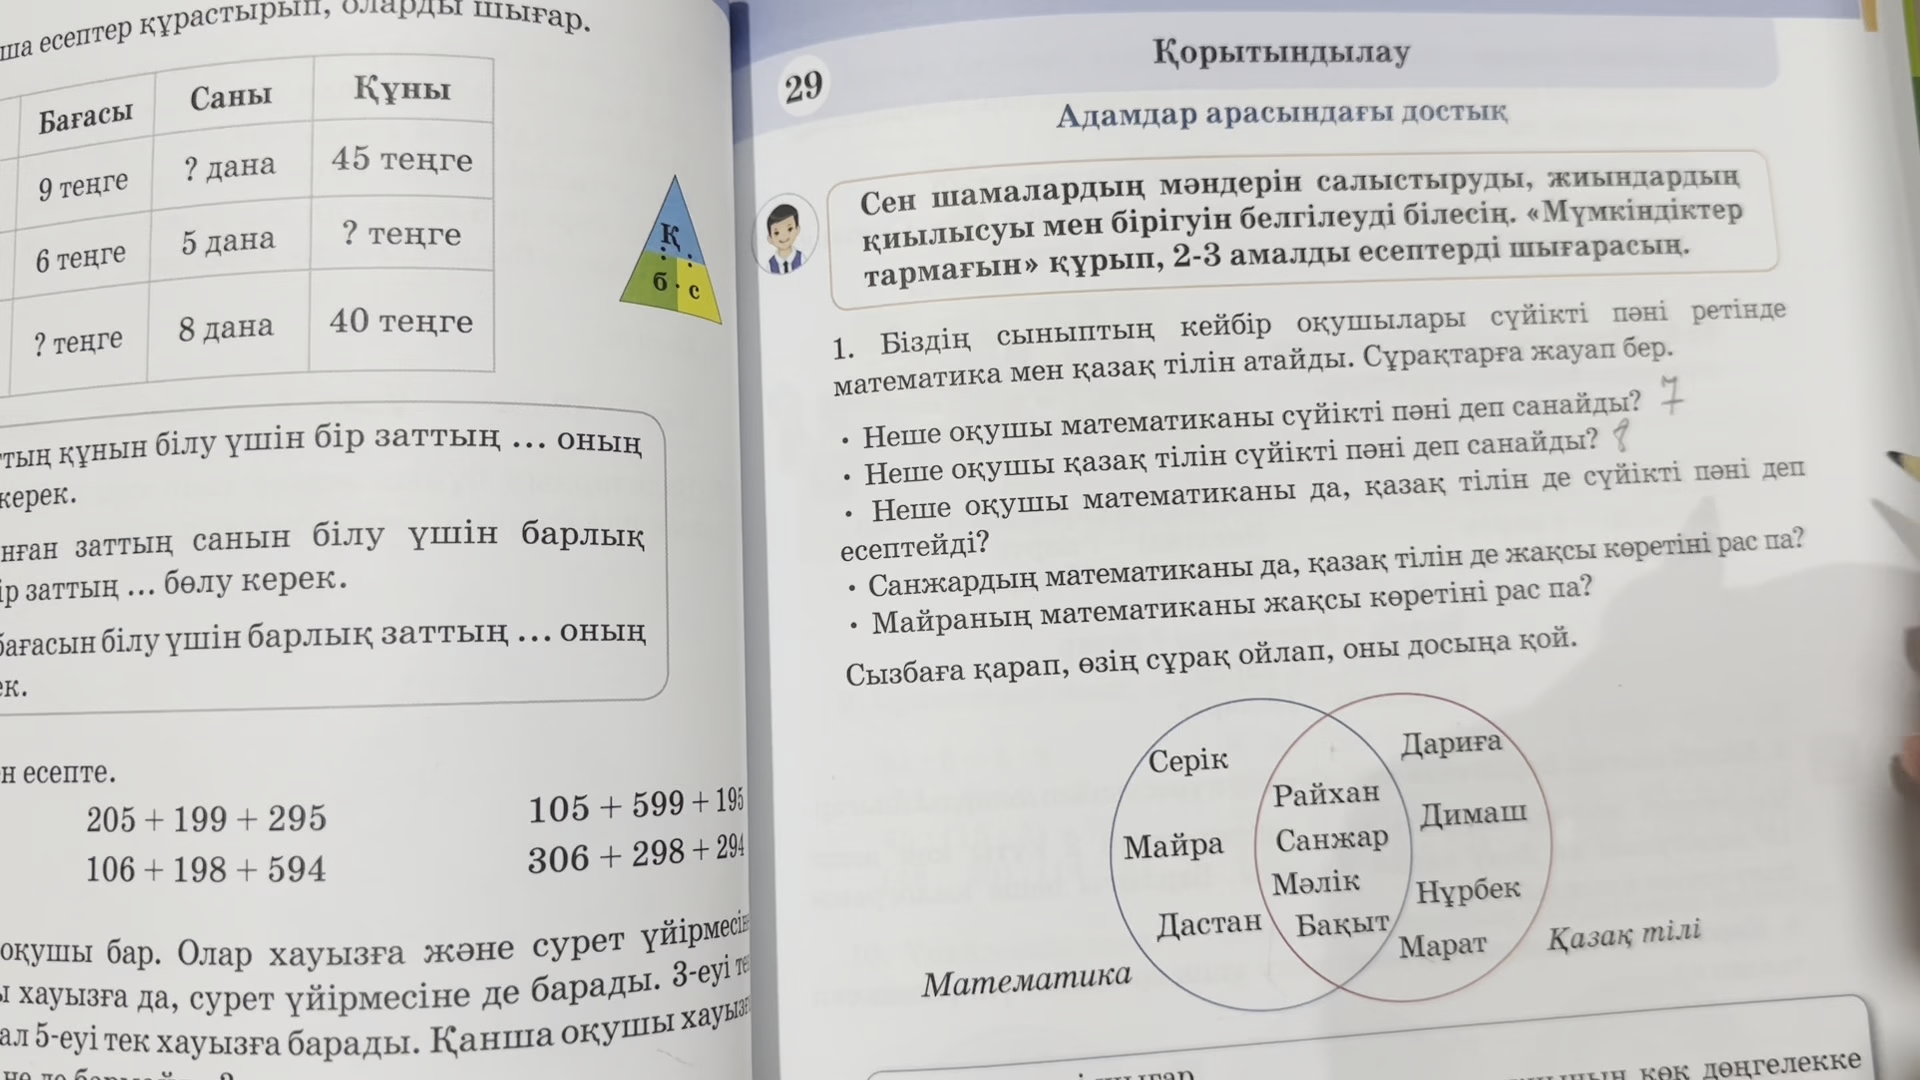 ша есептер құрастырып, оларды шығар.
Бағасы Саны Құны
9 теңге ? дана 45 теңге
6 теңге 5 дана ? теңге
? теңге 8 дана 40 теңге
Қ
б · с
тың құнын білу үшін бір заттың ... оның
керек.
нған заттың санын білу үшін барлық
ір заттың ... бөлу керек.
бағасын білу үшін барлық заттың ... оның
ек.
н есепте.
205 + 199 + 295 105 + 599 + 195
106 + 198 + 594 306 + 298 + 294
оқушы бар. Олар хауызға және сурет үйірмесін
ы хауызға да, сурет үйірмесіне де барады. 3-еуі те
ал 5-еуі тек хауызға барады. Қанша оқушы хауызғ
29
Қорытындылау
Адамдар арасындағы достық
Сен шамалардың мәндерін салыстыруды, жиындардың
қиылысуы мен бірігуін белгілеуді білесің. «Мүмкіндіктер
тармағын» құрып, 2-3 амалды есептерді шығарасың.
1. Біздің сыныптың кейбір оқушылары сүйікті пәні ретінде
математика мен қазақ тілін атайды. Сұрақтарға жауап бер.
• Неше оқушы математиканы сүйікті пәні деп санайды? 7
• Неше оқушы қазақ тілін сүйікті пәні деп санайды? 8
• Неше оқушы математиканы да, қазақ тілін де сүйікті пәні деп
есептейді?
• Санжардың математиканы да, қазақ тілін де жақсы көретіні рас па?
• Майраның математиканы жақсы көретіні рас па?
Сызбаға қарап, өзің сұрақ ойлап, оны досыңа қой.
Серік Дариға
Райхан
Димаш
Майра Санжар
Мәлік Нұрбек
Дастан Бақыт
Марат Қазақ тілі
Математика
көк дөңгелекке